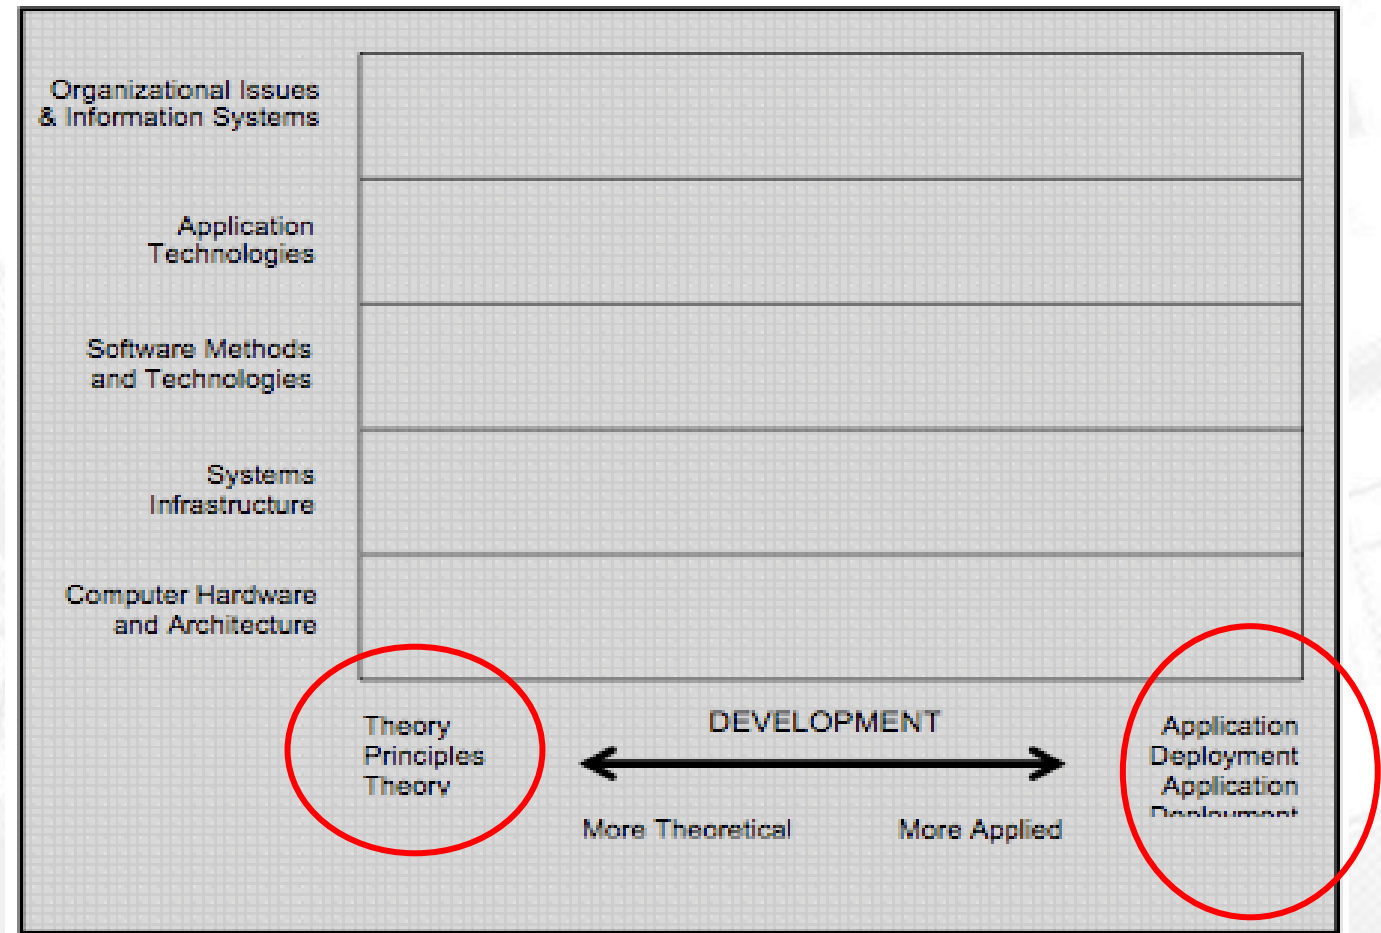 Organizational Issues
& Information Systems
Application
Technologies
Software Methods
and Technologies
Systems
Infrastructure
Computer Hardware
and Architecture
Theory
Principles
Theory
DEVELOPMENT
More Theoretical
More Applied
Application
Deployment
Application
Deployment